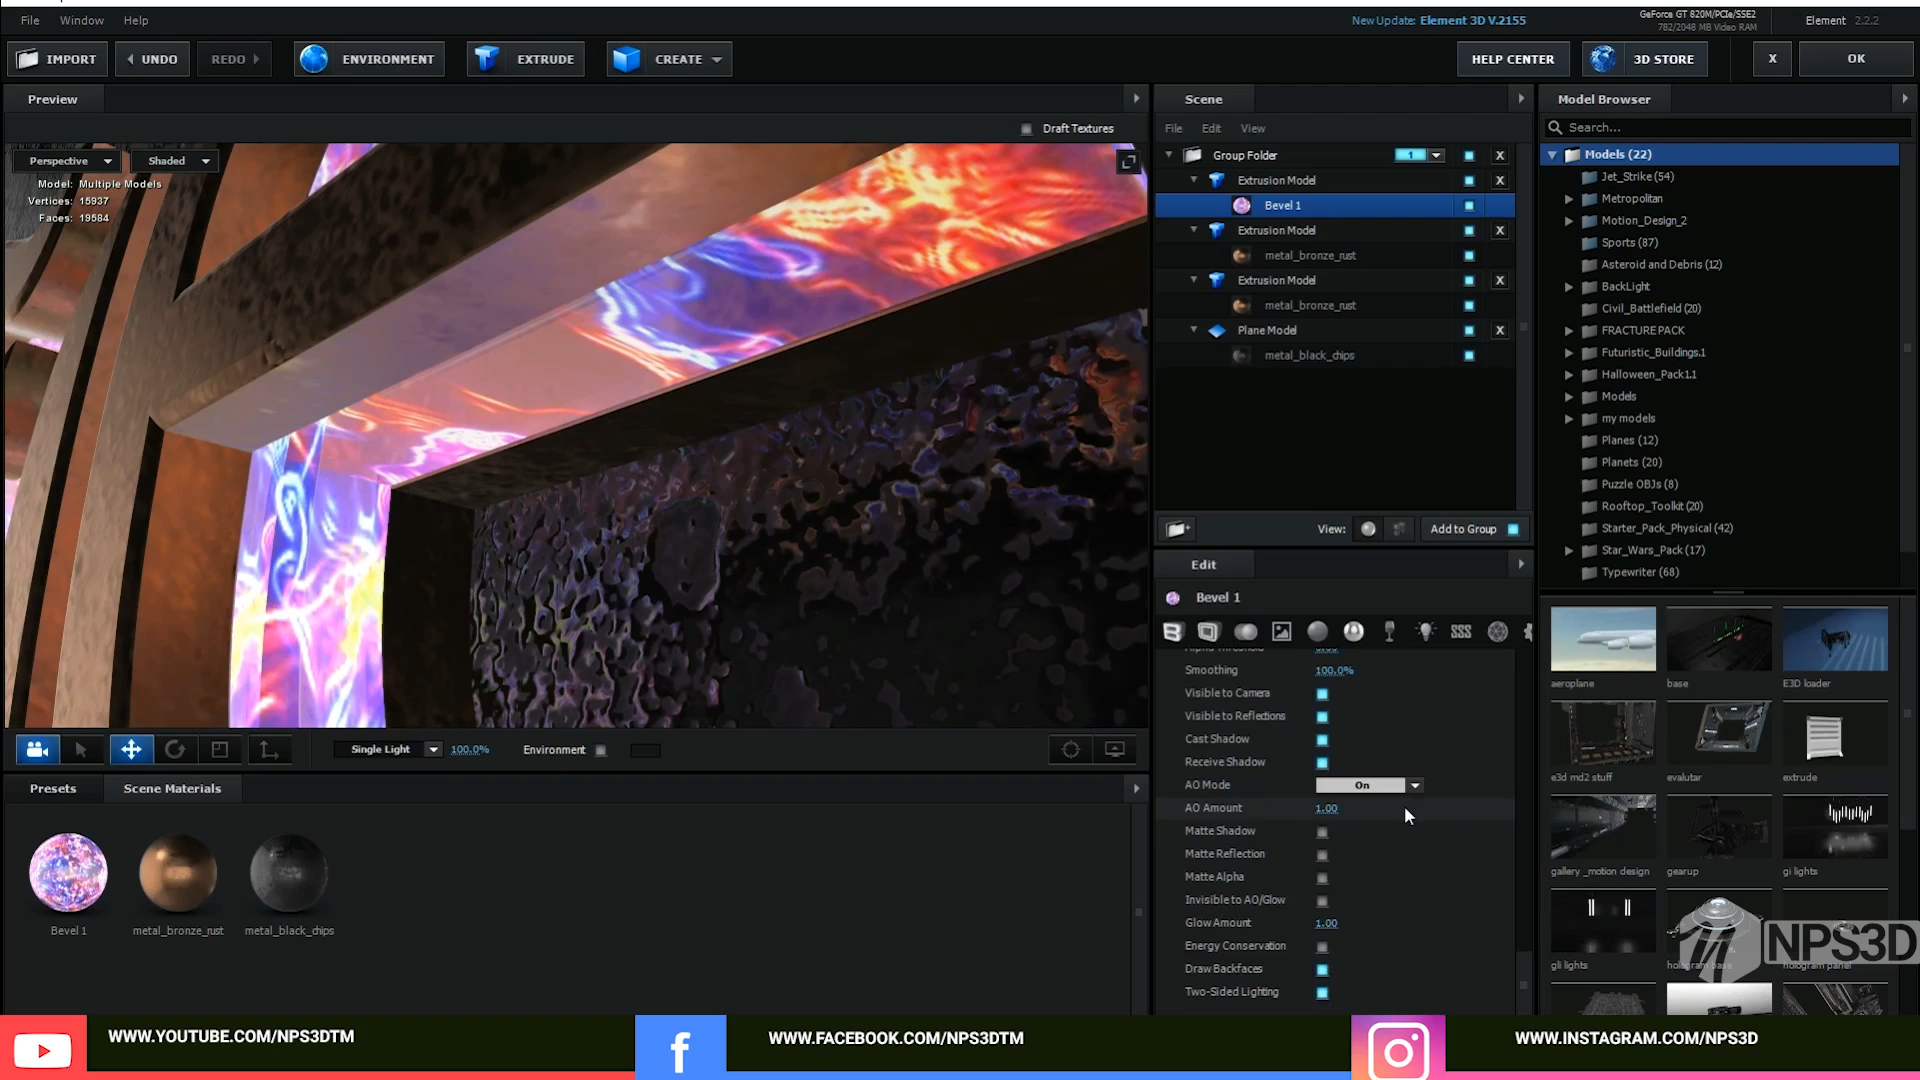 File Window Help
New Update: Element 3D V.2155
GeForce GT 820M/PCIe/SSE2
782/2048 MB Video RAM
Element 2.2.2
IMPORT UNDO REDO ENVIRONMENT EXTRUDE CREATE HELP CENTER 3D STORE X OK
Preview
Draft Textures
Perspective Shaded
Model: Multiple Models
Vertices: 15937
Faces: 19584
Single Light 100.0% Environment
Presets Scene Materials
Bevel 1 metal_bronze_rust metal_black_chips
Scene
File Edit View
Group Folder 1 X
Extrusion Model X
Bevel 1
Extrusion Model X
metal_bronze_rust
Extrusion Model X
metal_bronze_rust
Plane Model X
metal_black_chips
View: Add to Group
Edit
Bevel 1
Smoothing 100.0%
Visible to Camera
Visible to Reflections
Cast Shadow
Receive Shadow
AO Mode On
AO Amount 1.00
Matte Shadow
Matte Reflection
Matte Alpha
Invisible to AO/Glow
Glow Amount 1.00
Energy Conservation
Draw Backfaces
Two-Sided Lighting
Model Browser
Search...
Models (22)
Jet_Strike (54)
Metropolitan
Motion_Design_2
Sports (87)
Asteroid and Debris (12)
BackLight
Civil_Battlefield (20)
FRACTURE PACK
Futuristic_Buildings.1
Halloween_Pack1.1
Models
my models
Planes (12)
Planets (20)
Puzzle OBJs (8)
Rooftop_Toolkit (20)
Starter_Pack_Physical (42)
Star_Wars_Pack (17)
Typewriter (68)
aeroplane base E3D loader
e3d md2 stuff evalutar extrude
gallery _motion design gearup gi lights
gli lights hologram base hologram panel
NPS3D
WWW.YOUTUBE.COM/NPS3DTM
WWW.FACEBOOK.COM/NPS3DTM
WWW.INSTAGRAM.COM/NPS3D